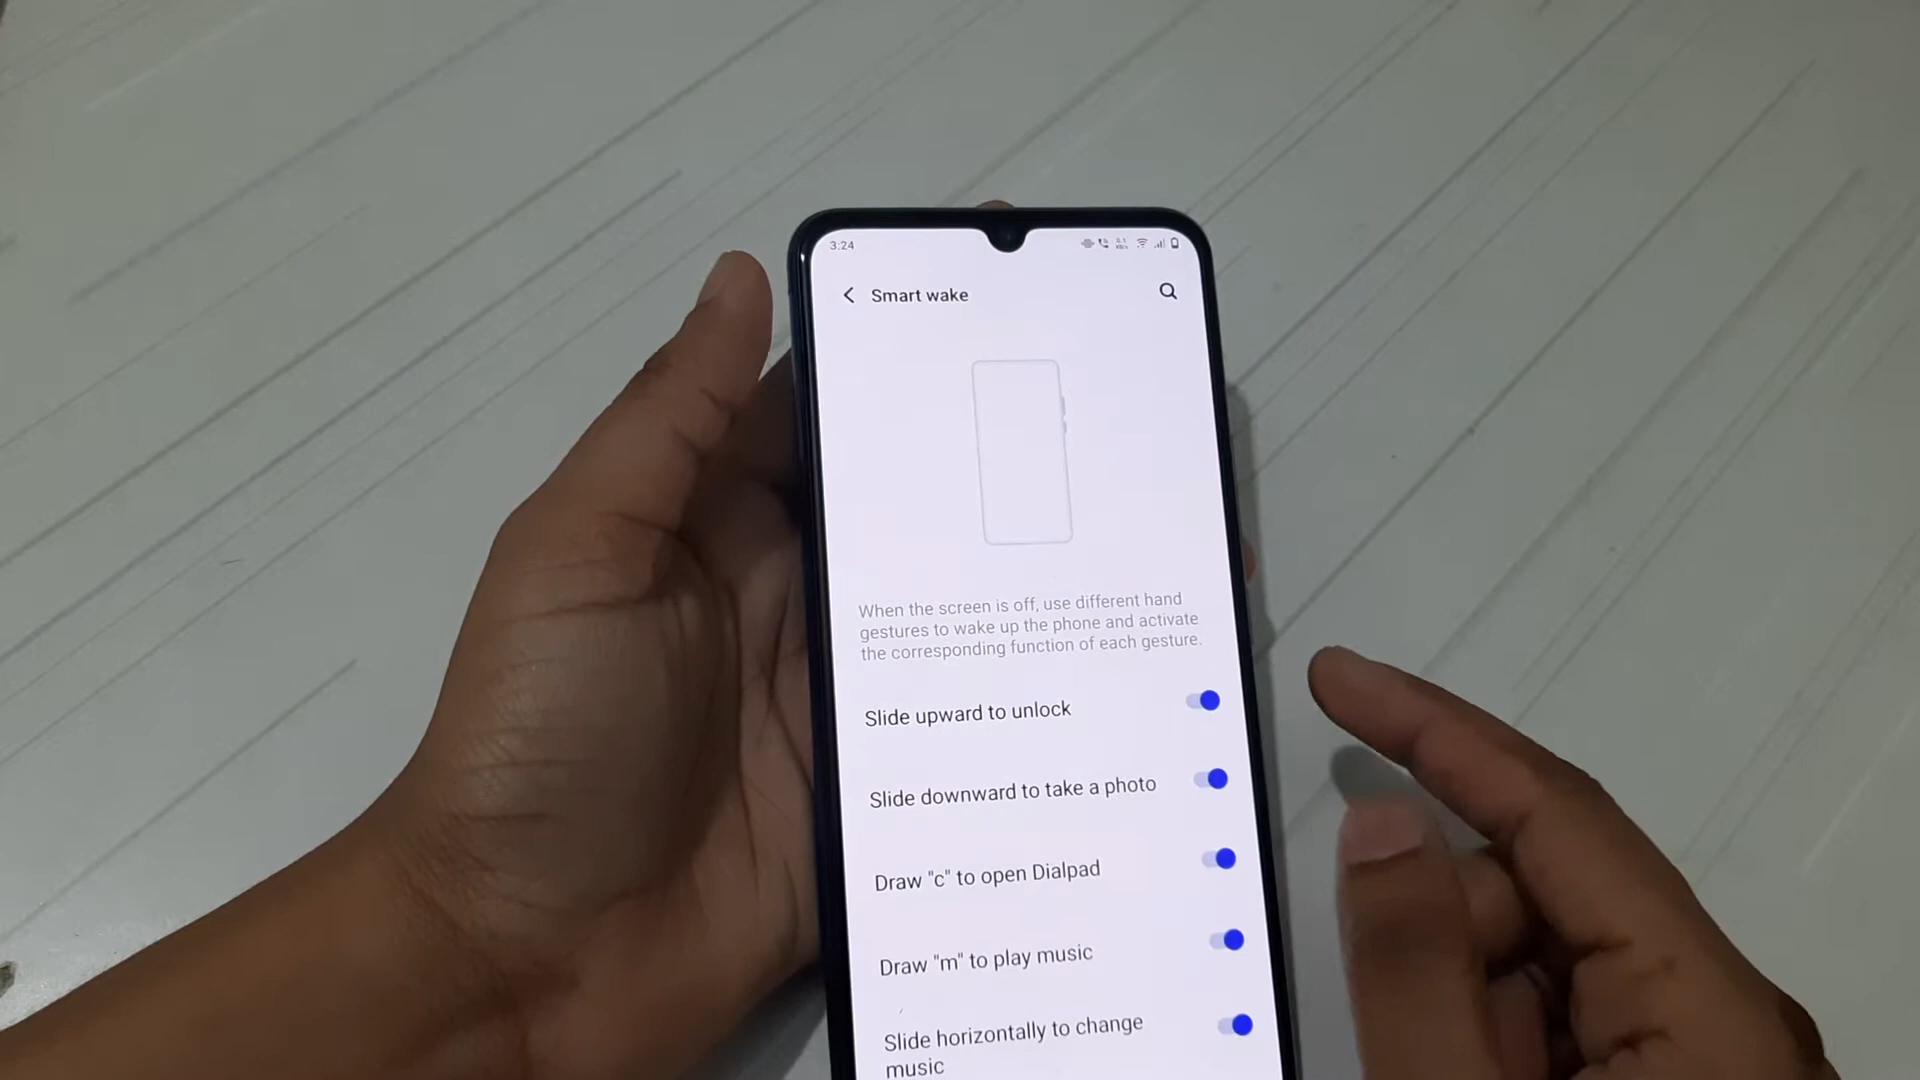 3:24
Smart wake
When the screen is off, use different hand
gestures to wake up the phone and activate
the corresponding function of each gesture.
Slide upward to unlock
Slide downward to take a photo
Draw "c" to open Dialpad
Draw "m" to play music
Slide horizontally to change
music